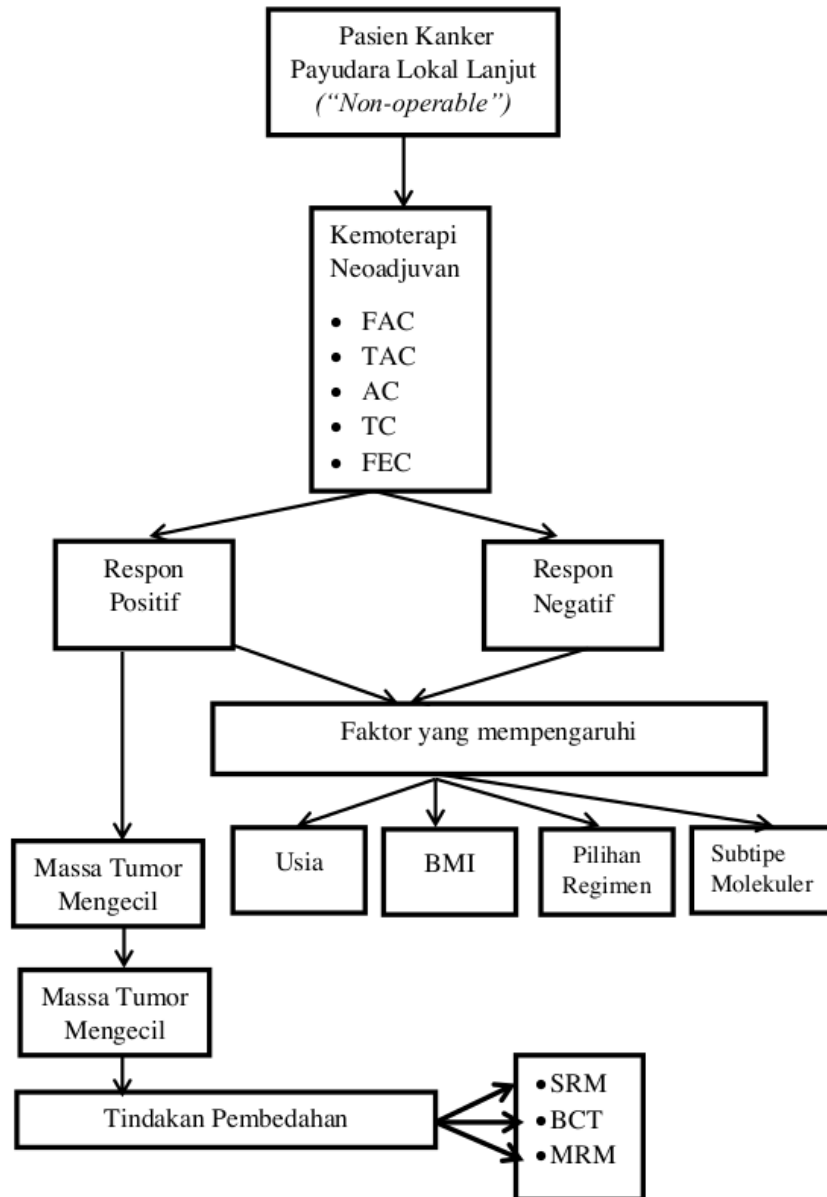 Pasien Kanker
Payudara Lokal Lanjut
(“Non-operable”)
Kemoterapi
Neoadjuvan
• FAC
• TAC
• AC
• TC
• FEC
Respon
Positif
Respon
Negatif
Faktor yang mempengaruhi
Usia
BMI
Pilihan
Regimen
Subtipe
Molekuler
Massa Tumor
Mengecil
Massa Tumor
Mengecil
Tindakan Pembedahan
• SRM
• BCT
• MRM